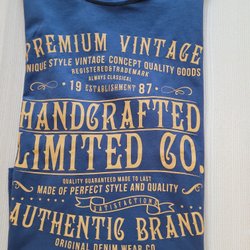 PREMIUM VINTAGE
NIQUE STYLE VINTAGE CONCEPT QUALITY GOODS
REGISTERED&TRADEMARK
ALWAYS CLASSICAL
19 ESTABLISHMENT 87
HANDCRAFTED
LIMITED CO.
QUALITY GUARANTEED MADE TO LAST
MADE OF PERFECT STYLE AND QUALITY
SATISFACTION
AUTHENTIC BRAND
ORIGINAL DENIM WEAR CO